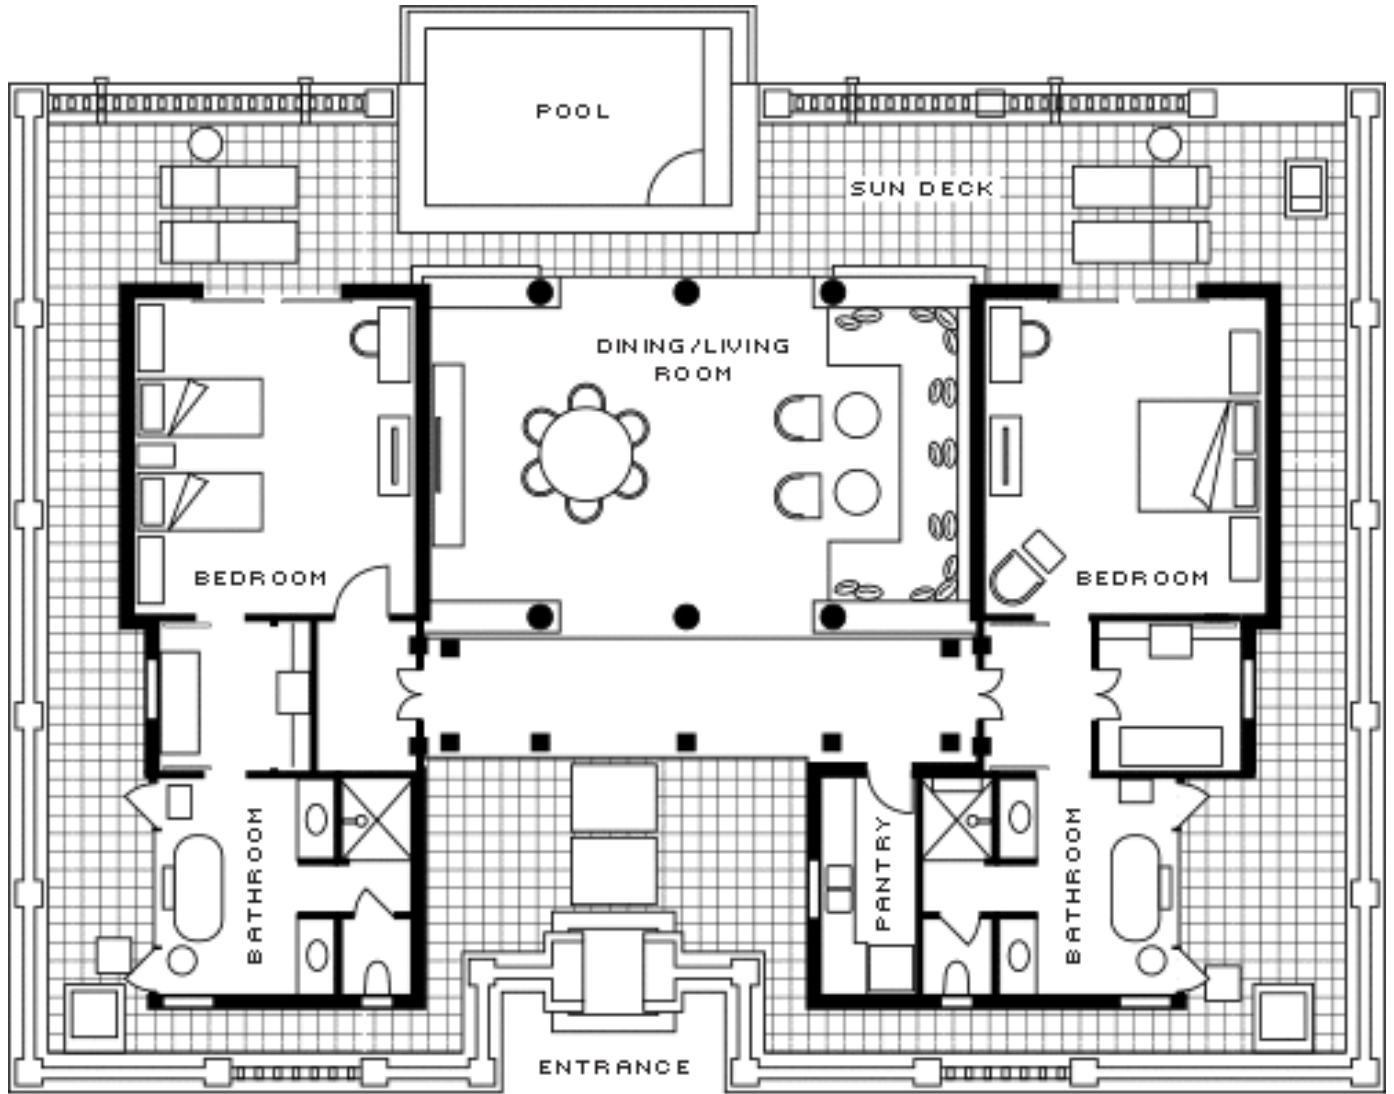 POOL
SUN DECK
DINING/LIVING
ROOM
BEDROOM
BEDROOM
BATHROOM
PANTRY
BATHROOM
ENTRANCE